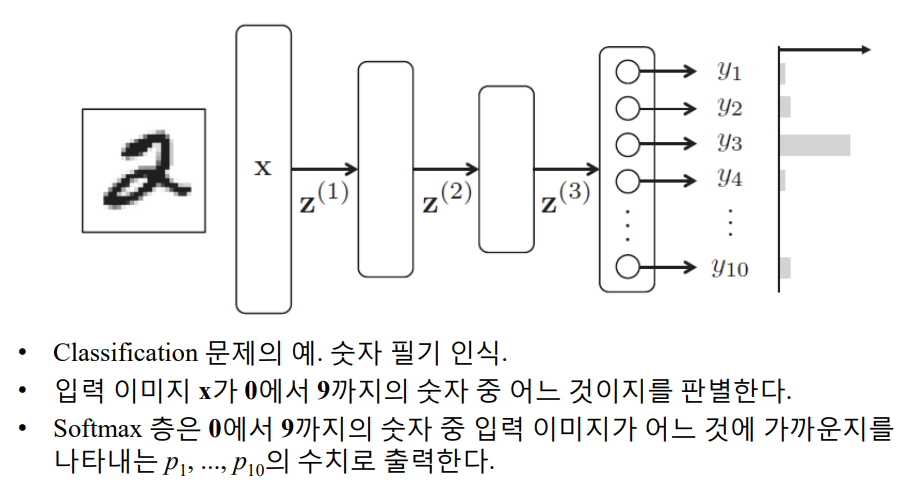 x
z(1)
z(2)
z(3)
y1
y2
y3
y4
⋮
⋮
y10
• Classification 문제의 예. 숫자 필기 인식.
• 입력 이미지 x가 0에서 9까지의 숫자 중 어느 것이지를 판별한다.
• Softmax 층은 0에서 9까지의 숫자 중 입력 이미지가 어느 것에 가까운지를
나타내는 p1, ..., p10의 수치로 출력한다.